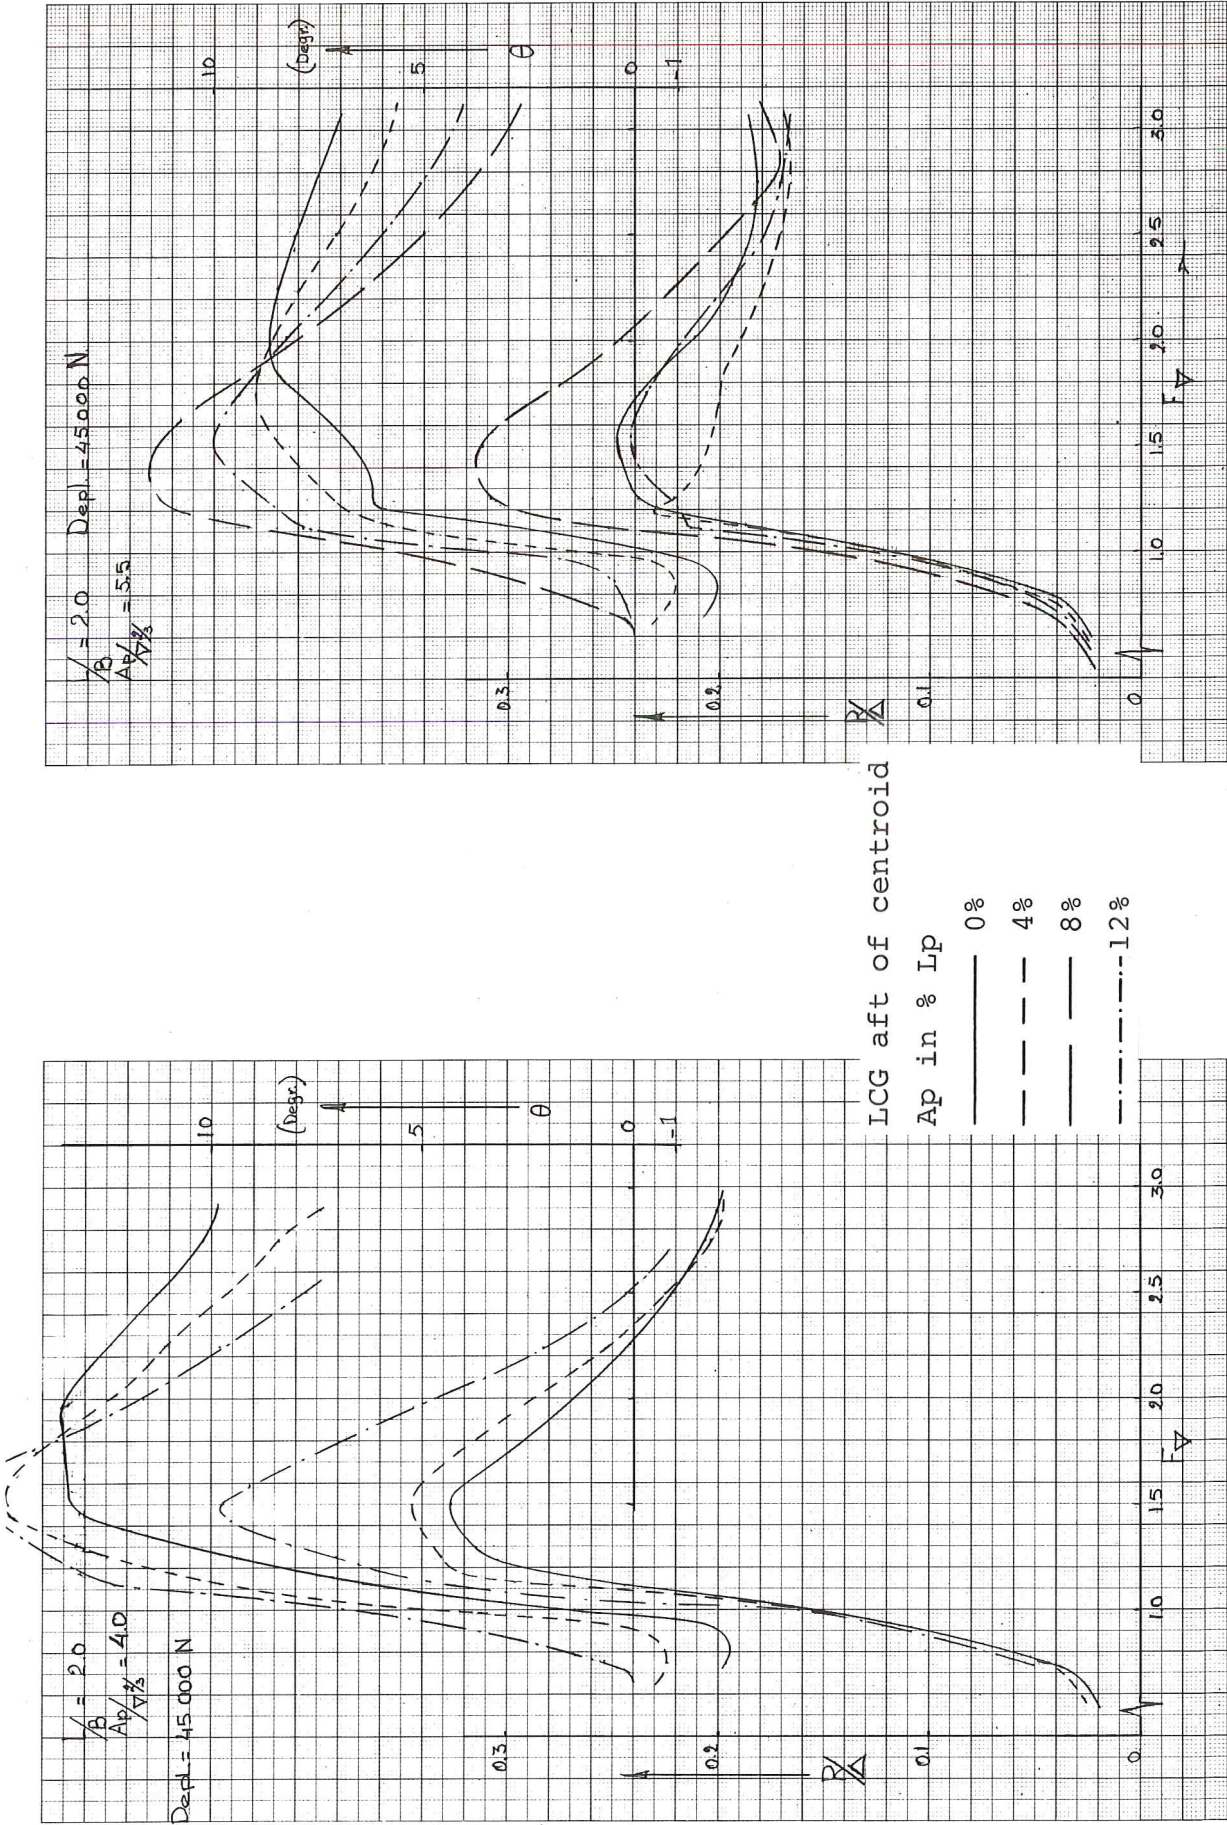 L/B = 2.0
Ap/∇⅔ = 4.0
Depl. = 45000 N
(Degr.)
θ
10
5
0
-1
0.3
0.2
0.1
0
R/Δ
1.0
1.5
2.0
2.5
3.0
F∇
LCG aft of centroid
Ap in % Lp
0%
4%
8%
12%
L/B = 2.0 Depl. = 45000 N.
Ap/∇⅔ = 5.5
(Degr.)
θ
10
5
0
-1
0.3
0.2
0.1
0
R/Δ
1.0
1.5
2.0
2.5
3.0
F∇